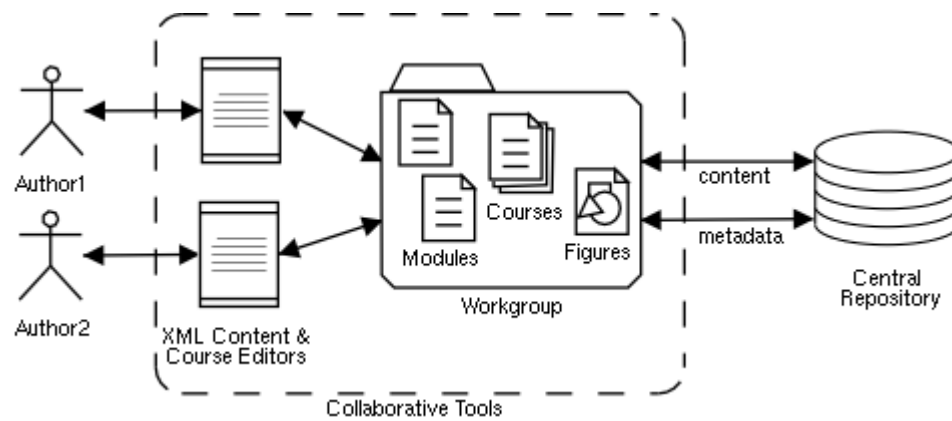 Author1
Author2
XML Content &
Course Editors
Modules
Courses
Figures
Workgroup
content
metadata
Central
Repository
Collaborative Tools